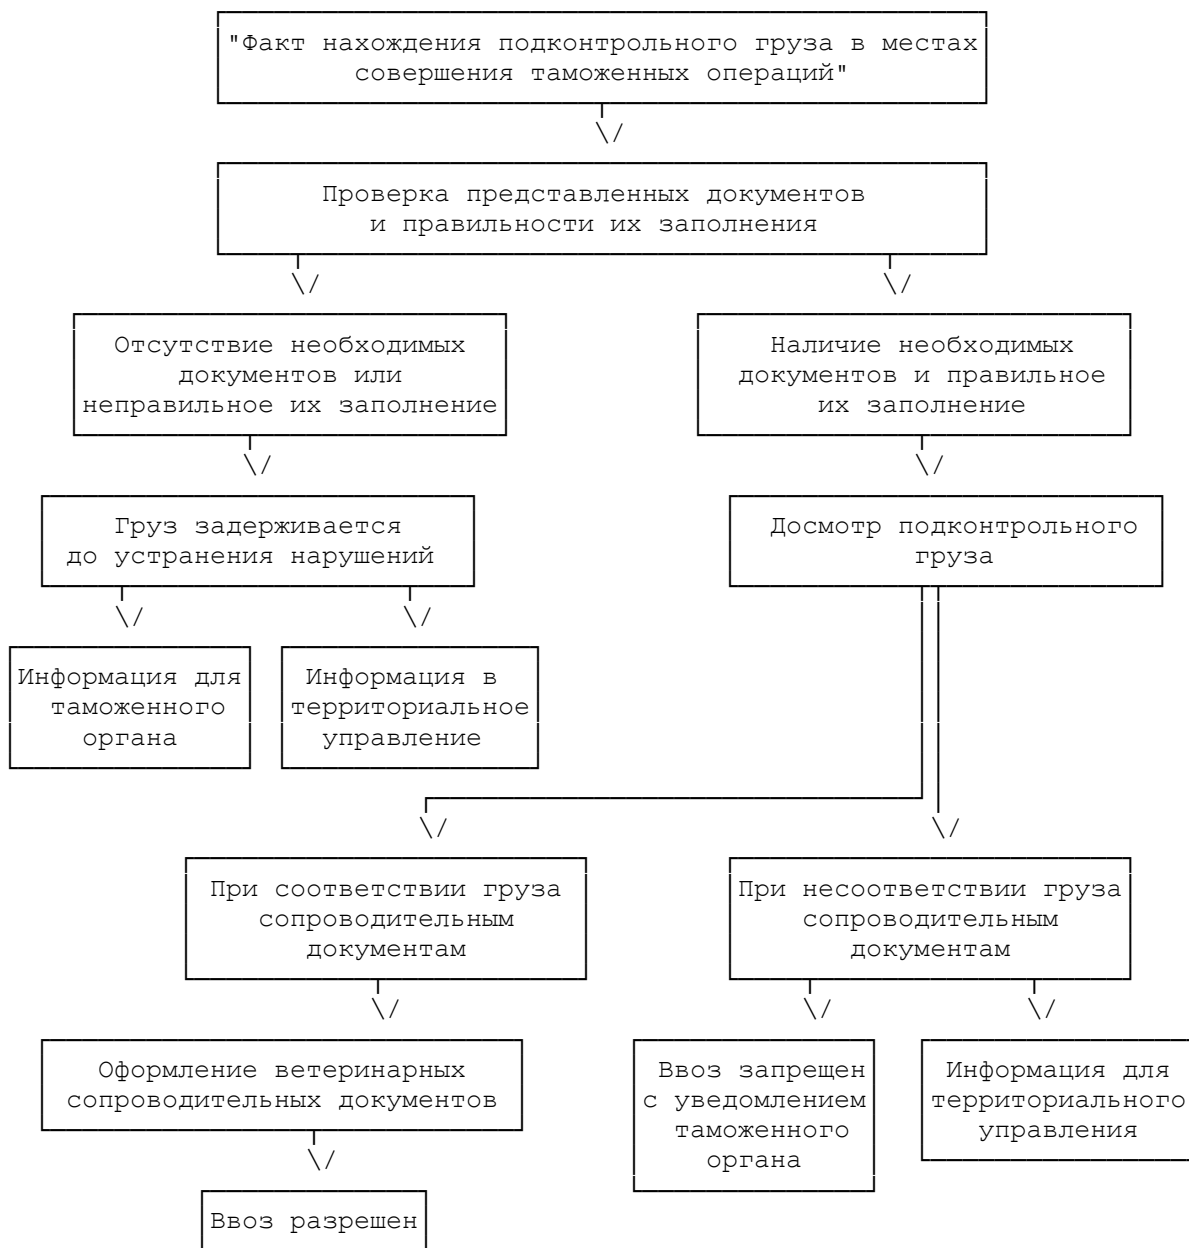 "Факт нахождения подконтрольного груза в местах
совершения таможенных операций"
Проверка представленных документов
и правильности их заполнения
Отсутствие необходимых
документов или
неправильное их заполнение
Наличие необходимых
документов и правильное
их заполнение
Груз задерживается
до устранения нарушений
Досмотр подконтрольного
груза
Информация для
таможенного
органа
Информация в
территориальное
управление
При соответствии груза
сопроводительным
документам
При несоответствии груза
сопроводительным
документам
Оформление ветеринарных
сопроводительных документов
Ввоз запрещен
с уведомлением
таможенного
органа
Информация для
территориального
управления
Ввоз разрешен